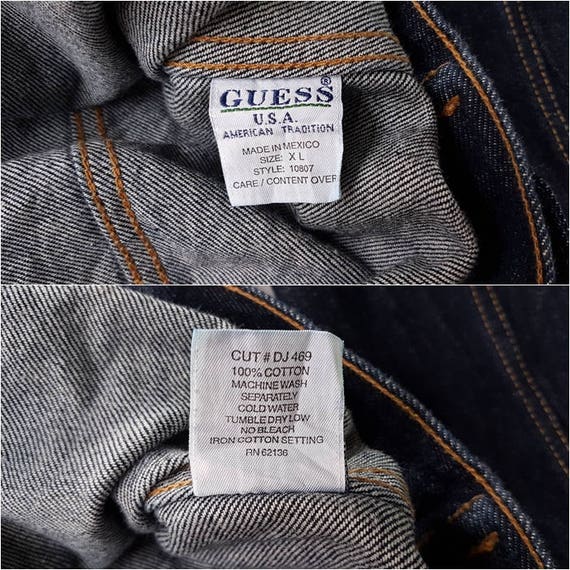 GUESS®
U.S.A.
AMERICAN TRADITION
MADE IN MEXICO
SIZE: X L
STYLE: 10807
CARE / CONTENT OVER
CUT # DJ 469
100% COTTON
MACHINE WASH
SEPARATELY
COLD WATER
TUMBLE DRY LOW
NO BLEACH
IRON COTTON SETTING
RN 62136